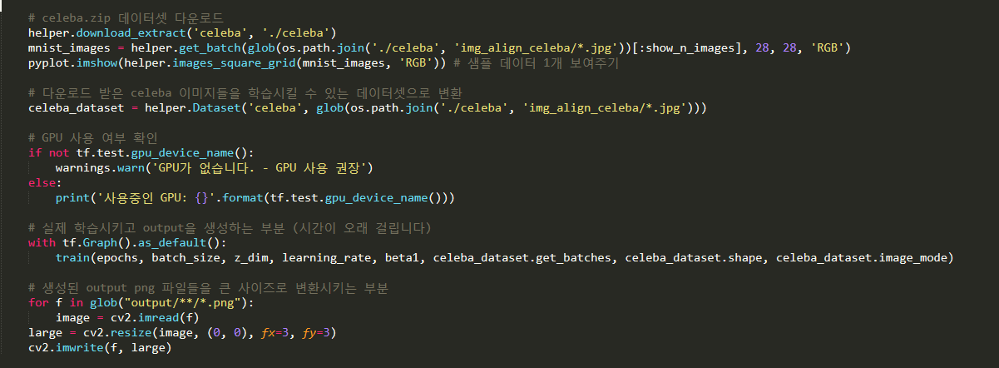 # celeba.zip 데이터셋 다운로드
helper.download_extract('celeba', './celeba')
mnist_images = helper.get_batch(glob(os.path.join('./celeba', 'img_align_celeba/*.jpg'))[:show_n_images], 28, 28, 'RGB')
pyplot.imshow(helper.images_square_grid(mnist_images, 'RGB')) # 샘플 데이터 1개 보여주기
# 다운로드 받은 celeba 이미지들을 학습시킬 수 있는 데이터셋으로 변환
celeba_dataset = helper.Dataset('celeba', glob(os.path.join('./celeba', 'img_align_celeba/*.jpg')))
# GPU 사용 여부 확인
if not tf.test.gpu_device_name():
    warnings.warn('GPU가 없습니다. - GPU 사용 권장')
else:
    print('사용중인 GPU: {}'.format(tf.test.gpu_device_name()))
# 실제 학습시키고 output을 생성하는 부분 (시간이 오래 걸립니다)
with tf.Graph().as_default():
    train(epochs, batch_size, z_dim, learning_rate, beta1, celeba_dataset.get_batches, celeba_dataset.shape, celeba_dataset.image_mode)
# 생성된 output png 파일들을 큰 사이즈로 변환시키는 부분
for f in glob("output/**/*.png"):
    image = cv2.imread(f)
large = cv2.resize(image, (0, 0), fx=3, fy=3)
cv2.imwrite(f, large)